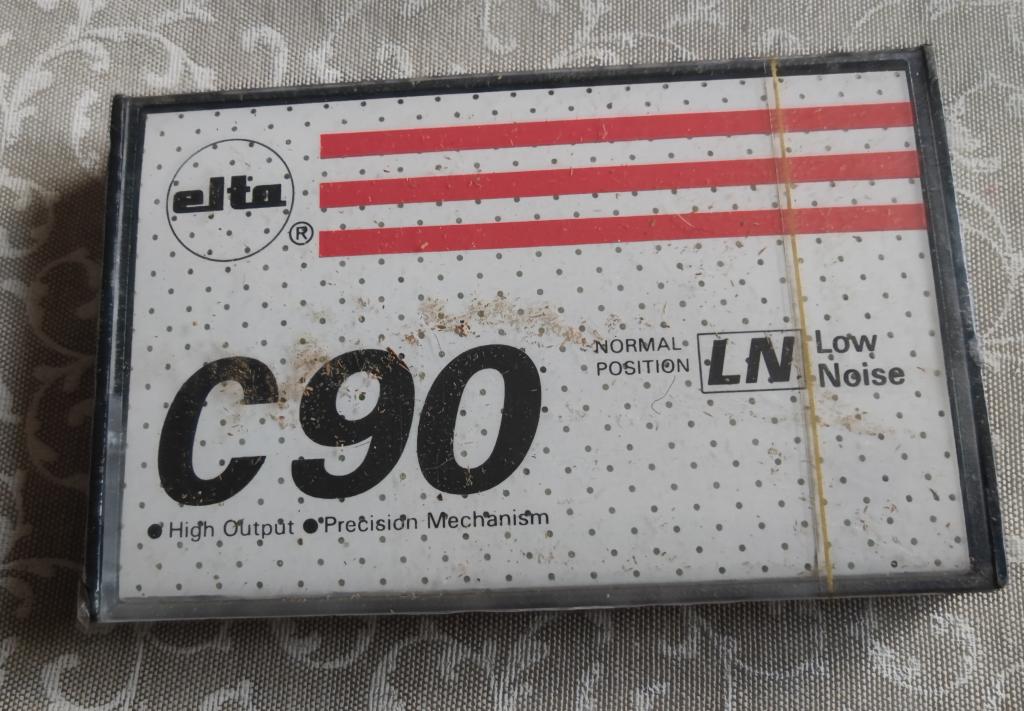 elta
®
C90
NORMAL
POSITION
LN
Low
Noise
● High Output ● Precision Mechanism